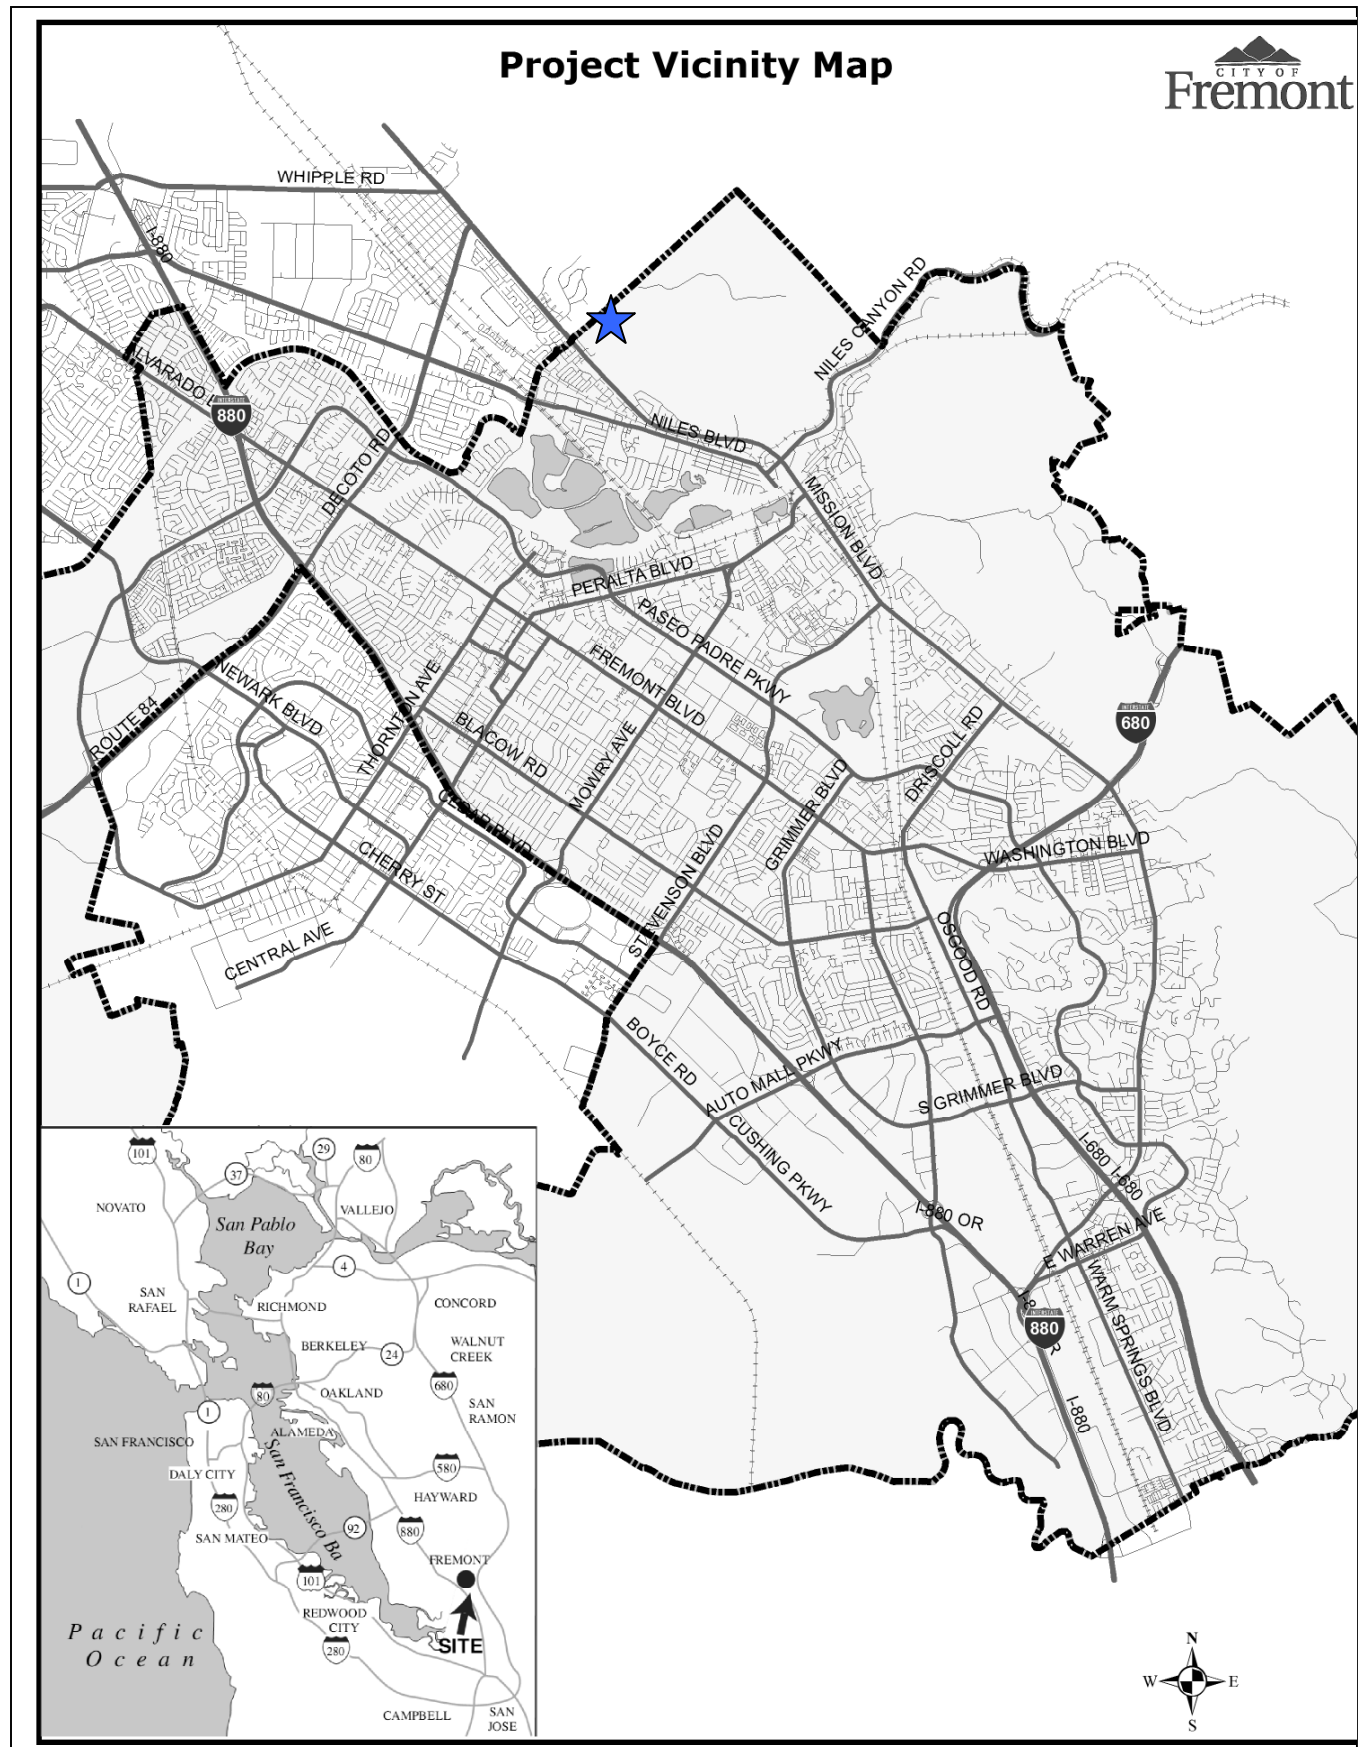 Project Vicinity Map
CITY OF
Fremont
WHIPPLE RD
I-880
NILES CANYON RD
INTERSTATE
880
NILES BLVD
DECOTO RD
MISSION BLVD
PERALTA BLVD
PASEO PADRE PKWY
FREMONT BLVD
NEWARK BLVD
ROUTE 84
THORNTON AVE
BLACOW RD
MOWRY AVE
INTERSTATE
680
DRISCOLL RD
GRIMMER BLVD
CEDAR BLVD
STEVENSON BLVD
WASHINGTON BLVD
CHERRY ST
CENTRAL AVE
OSGOOD RD
BOYCE RD
AUTO MALL PKWY
S GRIMMER BLVD
CUSHING PKWY
I-680
I-680
I-880 OR
E WARREN AVE
WARM SPRINGS BLVD
INTERSTATE
880
I-880
101
37
29
80
NOVATO
San Pablo
Bay
VALLEJO
1
4
SAN
RAFAEL
RICHMOND
CONCORD
BERKELEY
24
WALNUT
CREEK
680
80
OAKLAND
SAN
RAMON
1
ALAMEDA
SAN FRANCISCO
San Francisco Ba
DALY CITY
580
280
HAYWARD
92
880
SAN MATEO
FREMONT
101
REDWOOD
CITY
280
SITE
Pacific
Ocean
CAMPBELL
SAN
JOSE
N
W
E
S